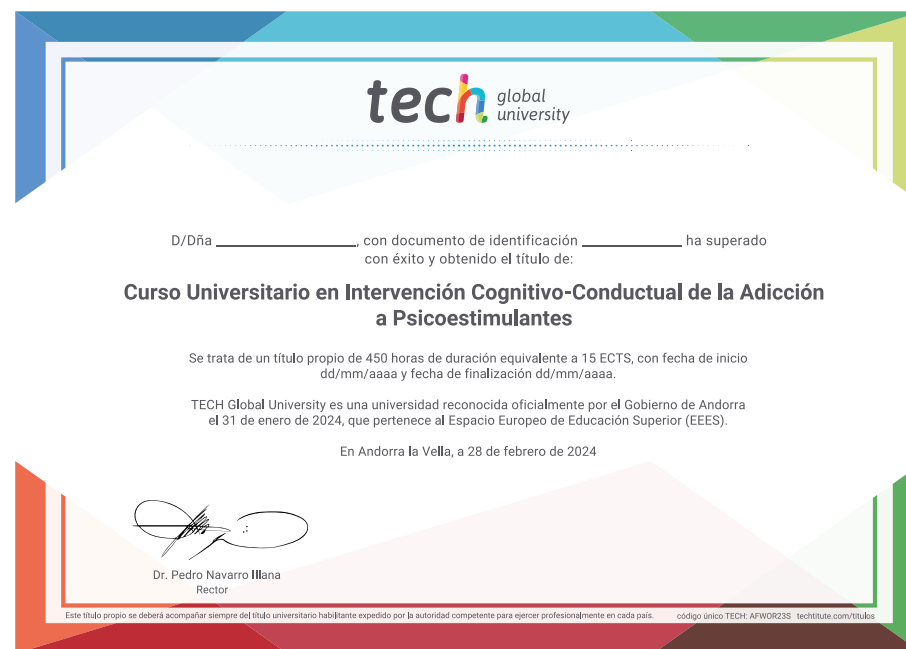 tech global university
D/Dña ____________, con documento de identificación ____________ ha superado
con éxito y obtenido el título de:
Curso Universitario en Intervención Cognitivo-Conductual de la Adicción
a Psicoestimulantes
Se trata de un título propio de 450 horas de duración equivalente a 15 ECTS, con fecha de inicio
dd/mm/aaaa y fecha de finalización dd/mm/aaaa.
TECH Global University es una universidad reconocida oficialmente por el Gobierno de Andorra
el 31 de enero de 2024, que pertenece al Espacio Europeo de Educación Superior (EEES).
En Andorra la Vella, a 28 de febrero de 2024
Dr. Pedro Navarro Illana
Rector
Este título propio se deberá acompañar siempre del título universitario habilitante expedido por la autoridad competente para ejercer profesionalmente en cada país. código único TECH: AFWOR23S techtitute.com/titulos